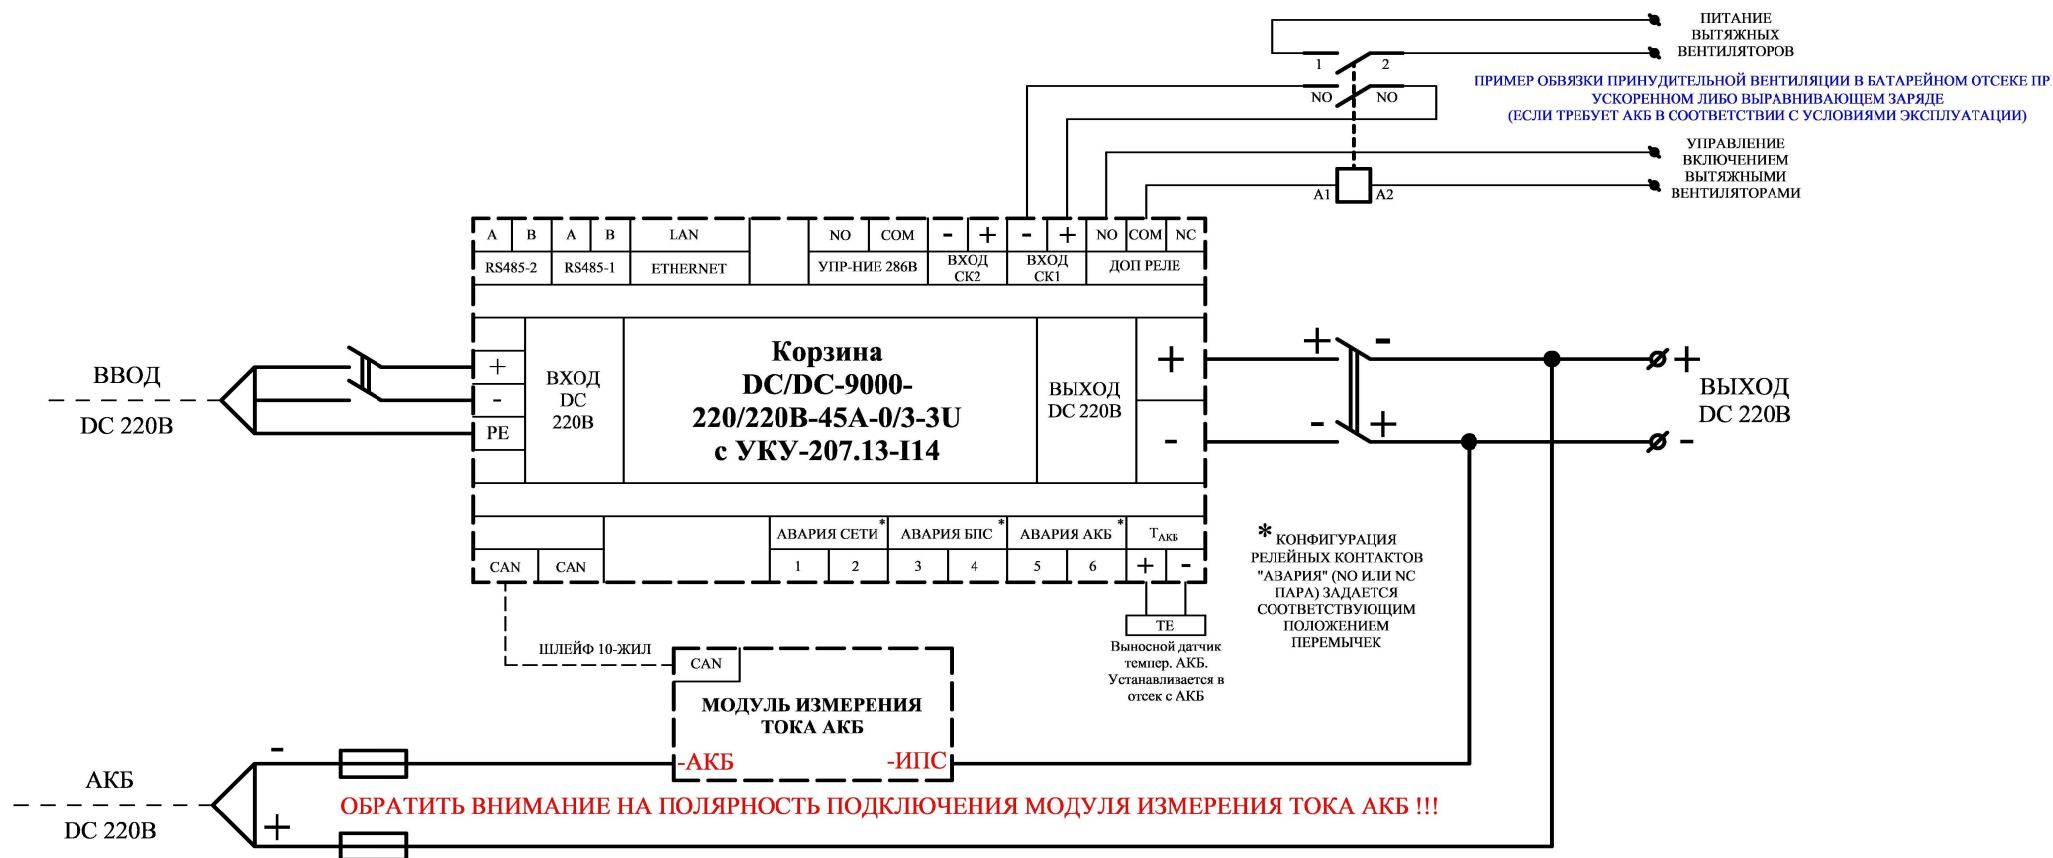 ПИТАНИЕ
ВЫТЯЖНЫХ
ВЕНТИЛЯТОРОВ
1
2
NO
NO
ПРИМЕР ОБВЯЗКИ ПРИНУДИТЕЛЬНОЙ ВЕНТИЛЯЦИИ В БАТАРЕЙНОМ ОТСЕКЕ ПР
УСКОРЕННОМ ЛИБО ВЫРАВНИВАЮЩЕМ ЗАРЯДЕ
(ЕСЛИ ТРЕБУЕТ АКБ В СООТВЕТСТВИИ С УСЛОВИЯМИ ЭКСПЛУАТАЦИИ)
УПРАВЛЕНИЕ
ВКЛЮЧЕНИЕМ
ВЫТЯЖНЫМИ
ВЕНТИЛЯТОРАМИ
A1
A2
A B A B LAN NO COM - + - + NO COM NC
RS485-2 RS485-1 ETHERNET УПР-НИЕ 286В ВХОД СК2 ВХОД СК1 ДОП РЕЛЕ
ВВОД
DC 220В
+
-
PE
ВХОД
DC
220В
Корзина
DC/DC-9000-
220/220В-45А-0/3-3U
с УКУ-207.13-I14
ВЫХОД
DC 220В
+
-
+ -
- +
+
ВЫХОД
DC 220В
-
АВАРИЯ СЕТИ* АВАРИЯ БПС* АВАРИЯ АКБ* ТАКБ
CAN CAN 1 2 3 4 5 6 + -
* КОНФИГУРАЦИЯ
РЕЛЕЙНЫХ КОНТАКТОВ
"АВАРИЯ" (NO ИЛИ NC
ПАРА) ЗАДАЕТСЯ
СООТВЕТСТВУЮЩИМ
ПОЛОЖЕНИЕМ
ПЕРЕМЫЧЕК
TE
Выносной датчик
темпер. АКБ.
Устанавливается в
отсек с АКБ
ШЛЕЙФ 10-ЖИЛ
CAN
МОДУЛЬ ИЗМЕРЕНИЯ
ТОКА АКБ
-АКБ
-ИПС
АКБ
DC 220В
-
+
ОБРАТИТЬ ВНИМАНИЕ НА ПОЛЯРНОСТЬ ПОДКЛЮЧЕНИЯ МОДУЛЯ ИЗМЕРЕНИЯ ТОКА АКБ !!!